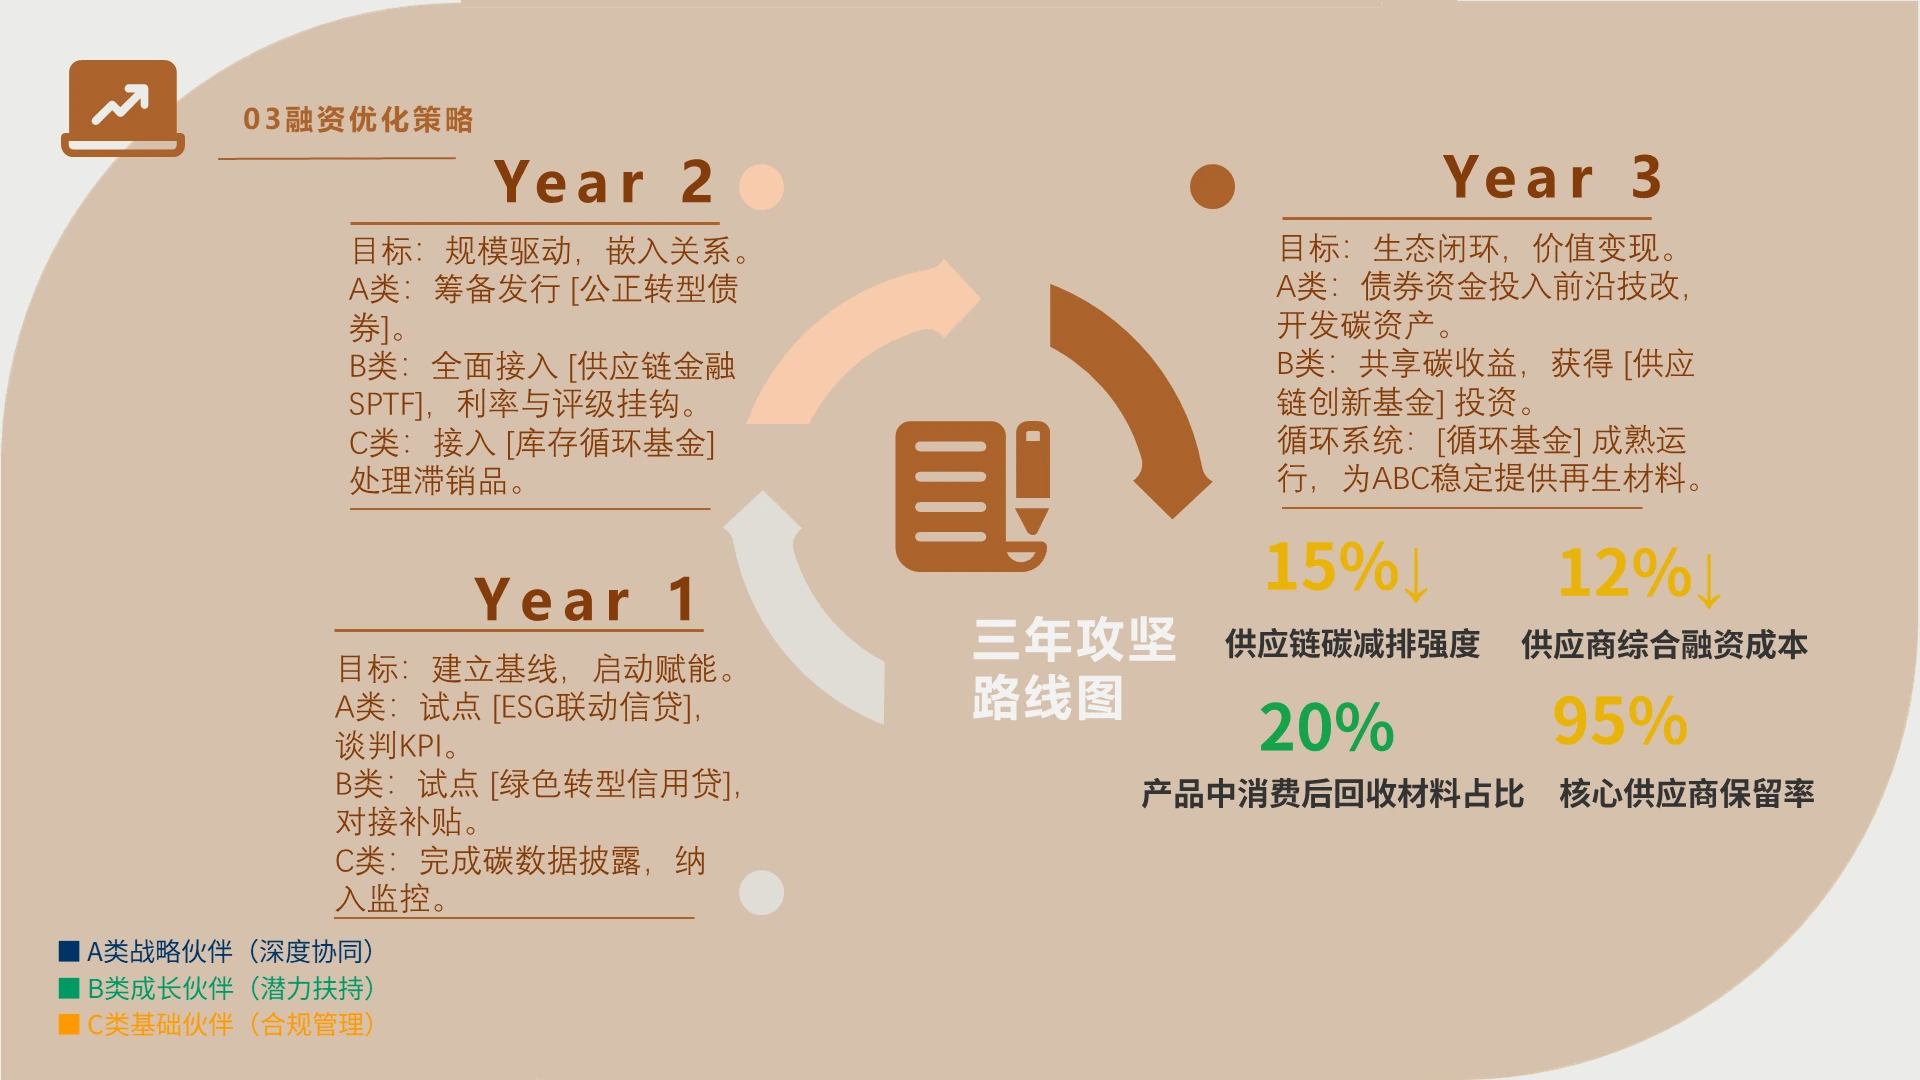 03融资优化策略
Year 2
目标：规模驱动，嵌入关系。
A类：筹备发行 [公正转型债
券]。
B类：全面接入 [供应链金融
SPTF]，利率与评级挂钩。
C类：接入 [库存循环基金]
处理滞销品。
Year 1
目标：建立基线，启动赋能。
A类：试点 [ESG联动信贷]，
谈判KPI。
B类：试点 [绿色转型信用贷]，
对接补贴。
C类：完成碳数据披露，纳
入监控。
A类战略伙伴（深度协同）
B类成长伙伴（潜力扶持）
C类基础伙伴（合规管理）
三年攻坚
路线图
Year 3
目标：生态闭环，价值变现。
A类：债券资金投入前沿技改，
开发碳资产。
B类：共享碳收益，获得 [供应
链创新基金] 投资。
循环系统：[循环基金] 成熟运
行，为ABC稳定提供再生材料。
15%↓
供应链碳减排强度
12%↓
供应商综合融资成本
20%
产品中消费后回收材料占比
95%
核心供应商保留率